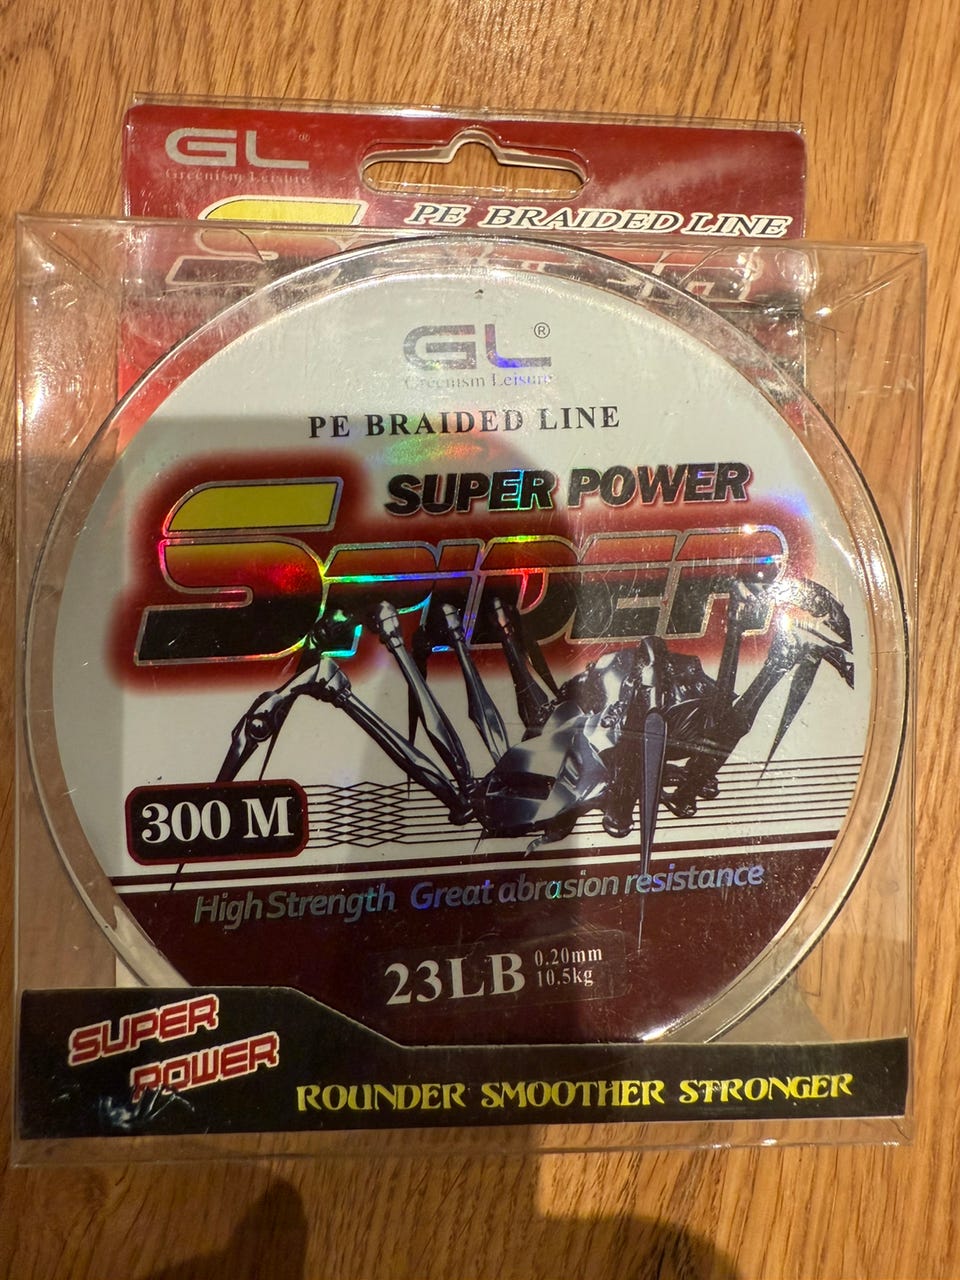 GL®
Greenism Leisure
PE BRAIDED LINE
GL®
Greenism Leisure
PE BRAIDED LINE
SUPER POWER
SPIDER
300 M
High Strength Great abrasion resistance
23LB 0.20mm
10.5kg
SUPER
POWER
ROUNDER SMOOTHER STRONGER